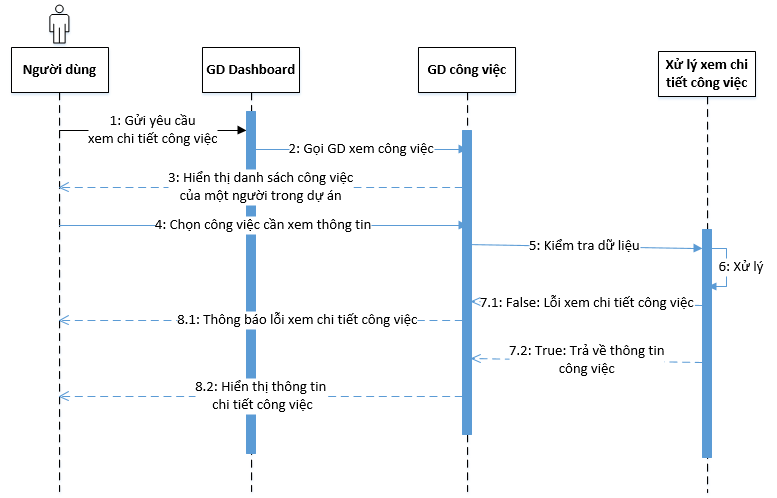 Người dùng
GD Dashboard
GD công việc
Xử lý xem chi
tiết công việc
1: Gửi yêu cầu
xem chi tiết công việc
2: Gọi GD xem công việc
3: Hiển thị danh sách công việc
của một người trong dự án
4: Chọn công việc cần xem thông tin
5: Kiểm tra dữ liệu
6: Xử lý
7.1: False: Lỗi xem chi tiết công việc
8.1: Thông báo lỗi xem chi tiết công việc
7.2: True: Trả về thông tin
công việc
8.2: Hiển thị thông tin
chi tiết công việc